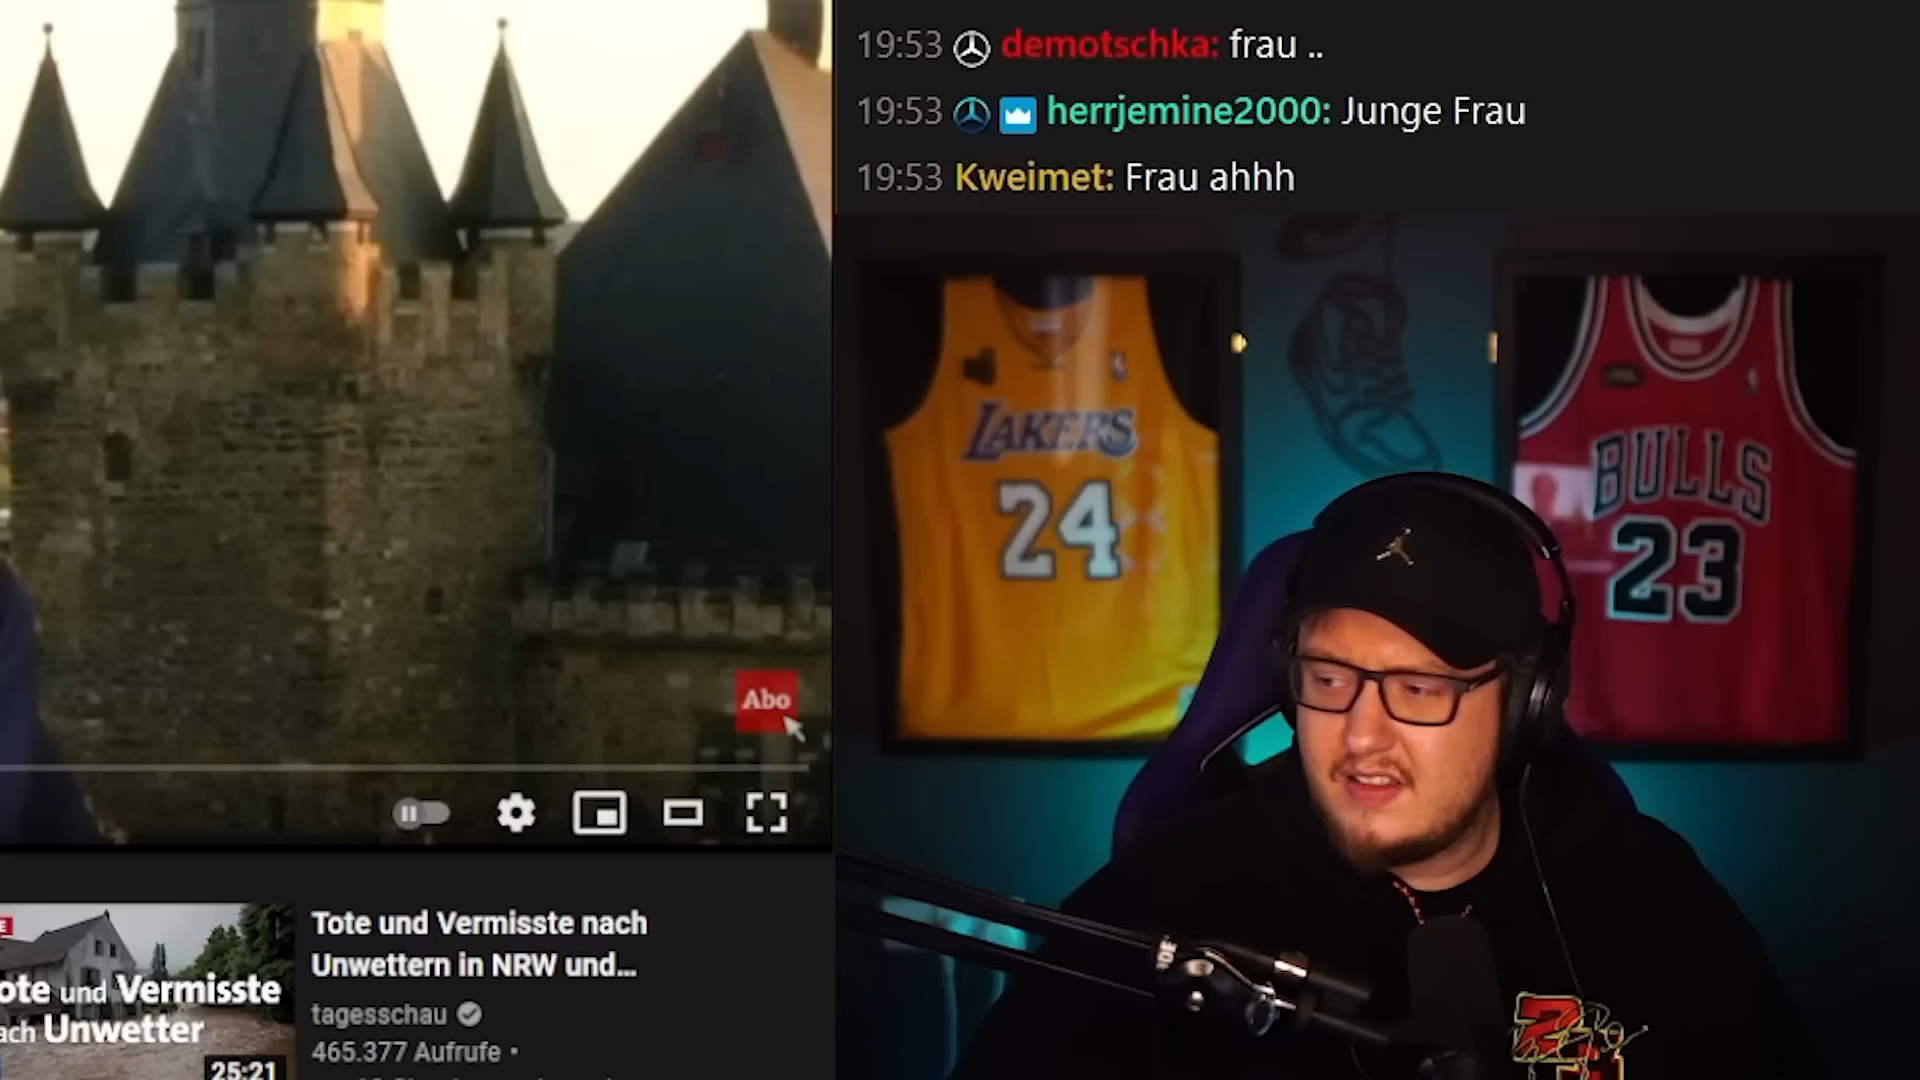 19:53 demotschka: frau ..
19:53 herrjemine2000: Junge Frau
19:53 Kweimet: Frau ahhh
LAKERS
24
BULLS
23
Abo
Tote und Vermisste nach
Unwettern in NRW und...
tagesschau
465.377 Aufrufe •
ote und Vermisste
ach Unwetter
25:21